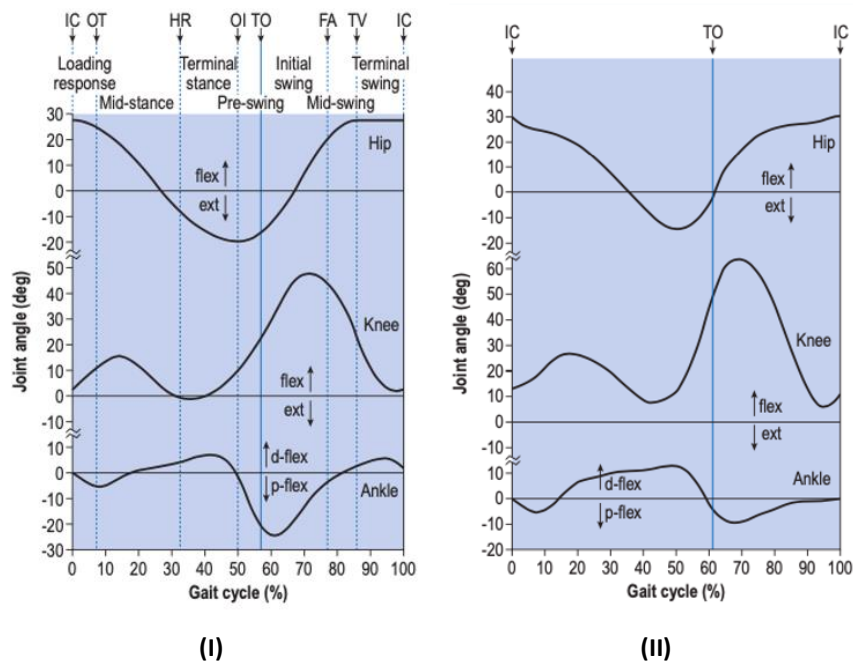 IC OT HR OI TO FA TV IC
Loading response
Mid-stance
Terminal stance
Pre-swing
Initial swing
Mid-swing
Terminal swing
Joint angle (deg)
30
20
10
0
-10
-20
Hip
flex
ext
50
40
30
20
10
0
-10
Knee
flex
ext
10
0
-10
-20
-30
Ankle
d-flex
p-flex
0 10 20 30 40 50 60 70 80 90 100
Gait cycle (%)
(I)
IC TO IC
Joint angle (deg)
40
30
20
10
0
-10
-20
Hip
flex
ext
60
50
40
30
20
10
0
-10
Knee
flex
ext
10
0
-10
-20
Ankle
d-flex
p-flex
0 10 20 30 40 50 60 70 80 90 100
Gait cycle (%)
(II)